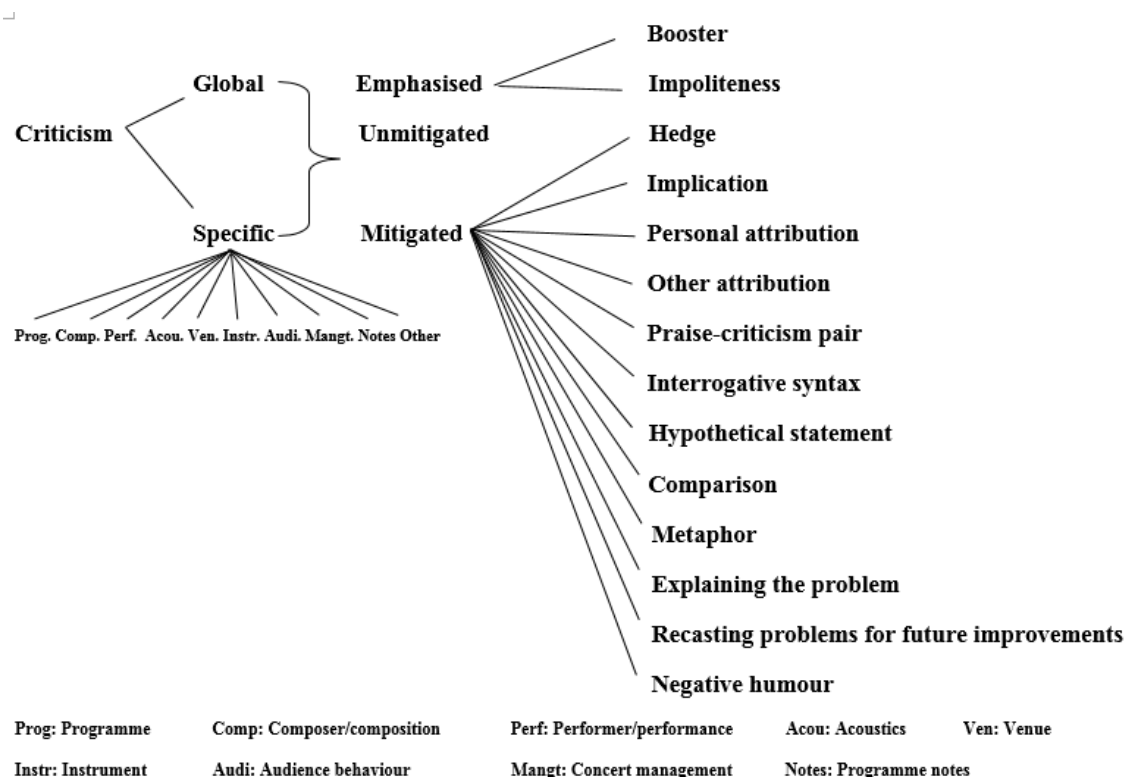 Booster
Global
Emphasised
Impoliteness
Criticism
Unmitigated
Hedge
Implication
Specific
Mitigated
Personal attribution
Other attribution
Prog. Comp. Perf. Acou. Ven. Instr. Audi. Mangt. Notes Other
Praise-criticism pair
Interrogative syntax
Hypothetical statement
Comparison
Metaphor
Explaining the problem
Recasting problems for future improvements
Negative humour
Prog: Programme Comp: Composer/composition Perf: Performer/performance Acou: Acoustics Ven: Venue
Instr: Instrument Audi: Audience behaviour Mangt: Concert management Notes: Programme notes